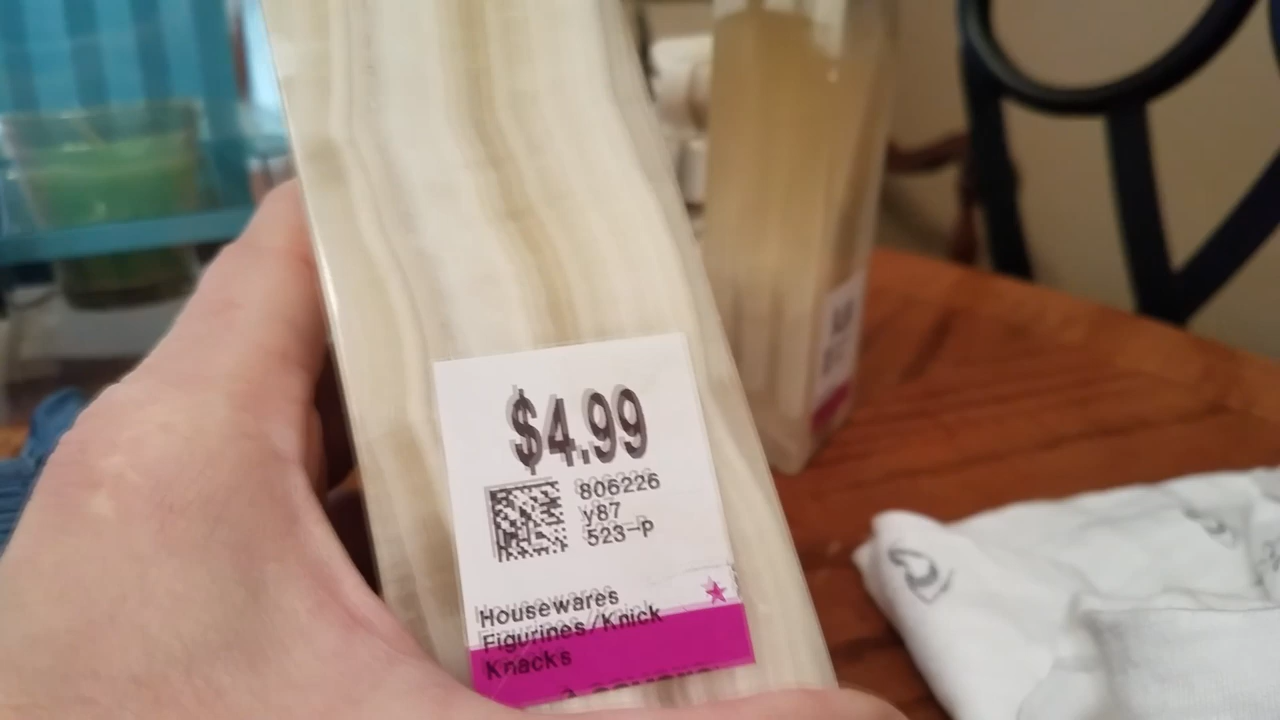 $4.99
806226
y87
523-p
Housewares
Figurines/Knick
Knacks